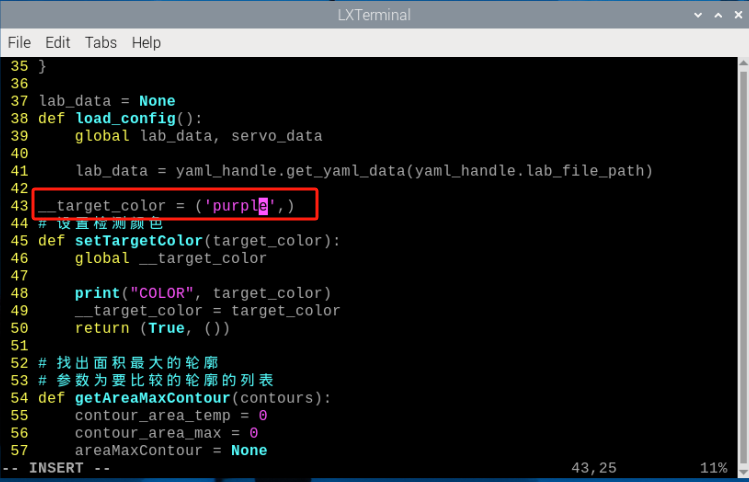 LXTerminal
File Edit Tabs Help
35 }
36
37 lab_data = None
38 def load_config():
39     global lab_data, servo_data
40
41     lab_data = yaml_handle.get_yaml_data(yaml_handle.lab_file_path)
42
43 __target_color = ('purple',)
44 # 设置检测颜色
45 def setTargetColor(target_color):
46     global __target_color
47
48     print("COLOR", target_color)
49     __target_color = target_color
50     return (True, ())
51
52 # 找出面积最大的轮廓
53 # 参数为要比较的轮廓的列表
54 def getAreaMaxContour(contours):
55     contour_area_temp = 0
56     contour_area_max = 0
57     areaMaxContour = None
-- INSERT -- 43,25 11%